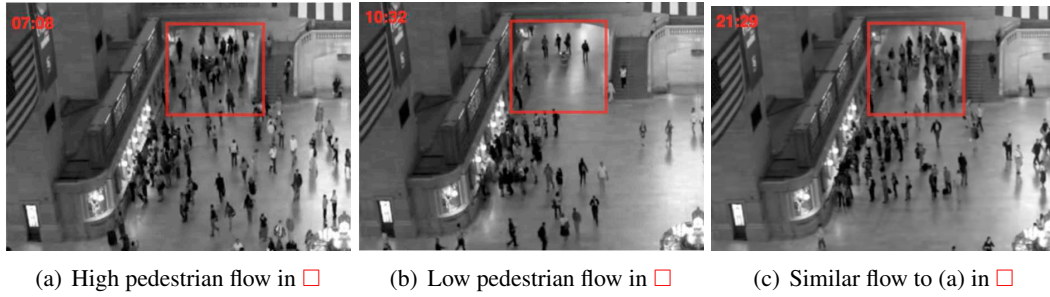 07:08
10:32
21:29
(a) High pedestrian flow in □
(b) Low pedestrian flow in □
(c) Similar flow to (a) in □